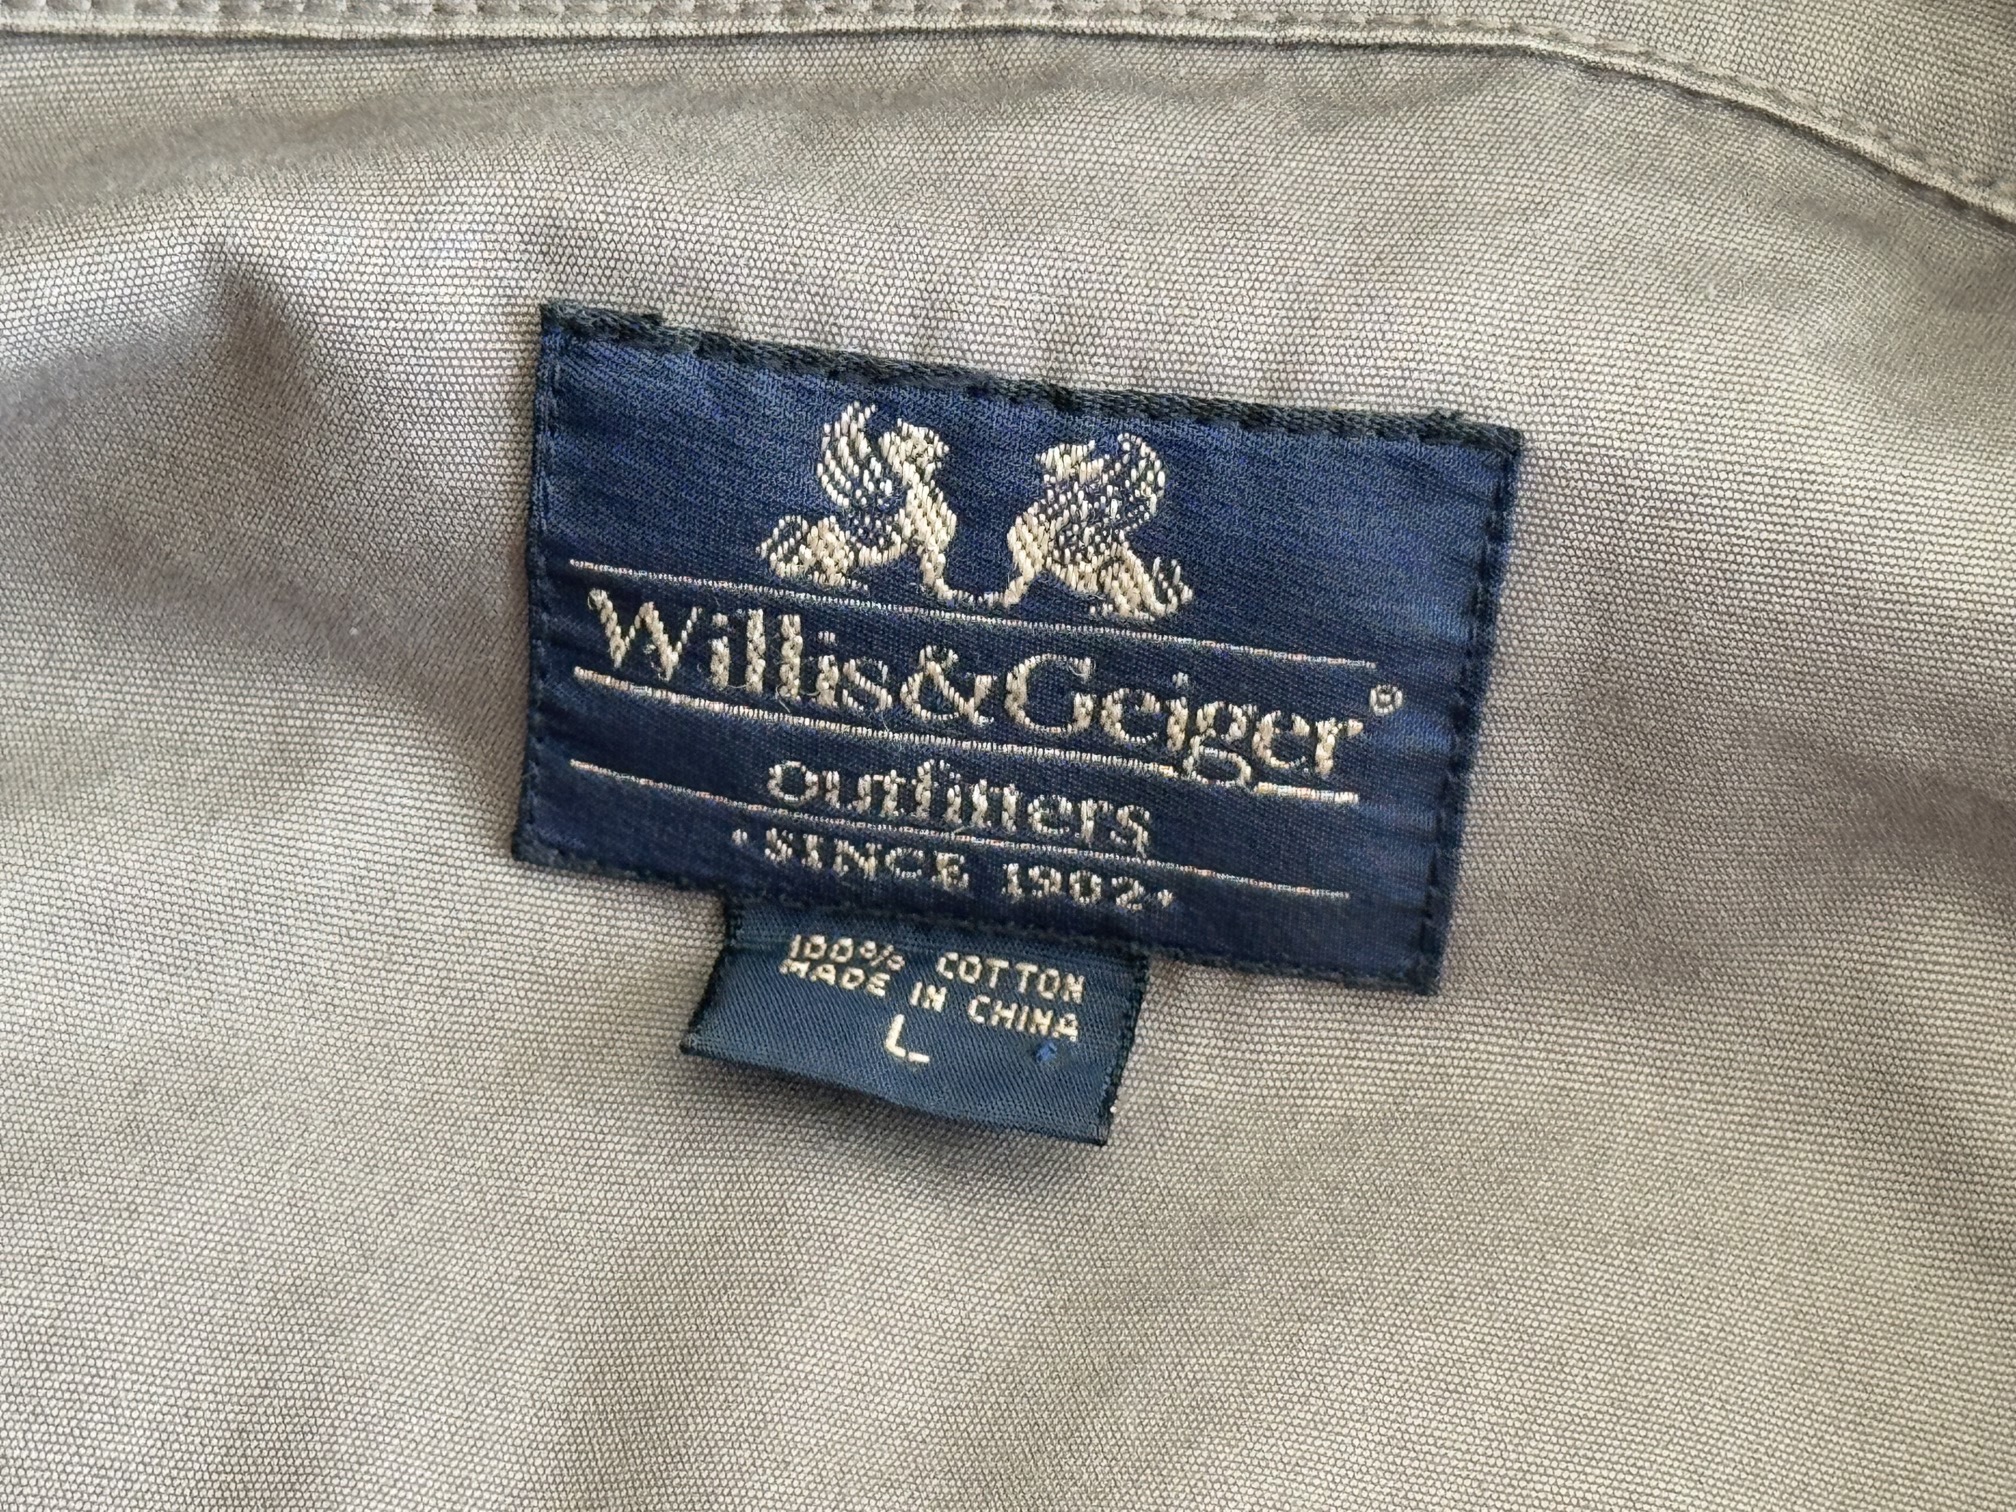 Willis&Geiger®
outfitters
·SINCE 1902·
100% COTTON
MADE IN CHINA
L